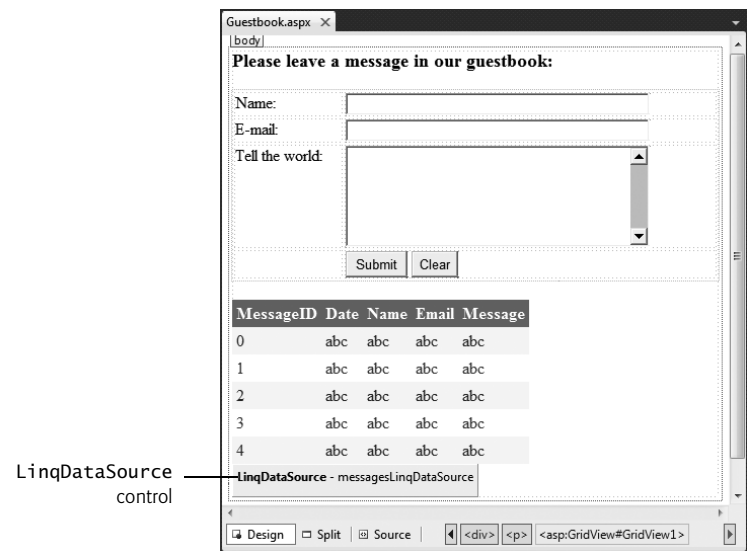 Guestbook.aspx ×
body
Please leave a message in our guestbook:
Name:
E-mail:
Tell the world:
Submit Clear
MessageID Date Name Email Message
0 abc abc abc abc
1 abc abc abc abc
2 abc abc abc abc
3 abc abc abc abc
4 abc abc abc abc
LinqDataSource control
LinqDataSource - messagesLinqDataSource
Design Split Source <div> <p> <asp:GridView#GridView1>